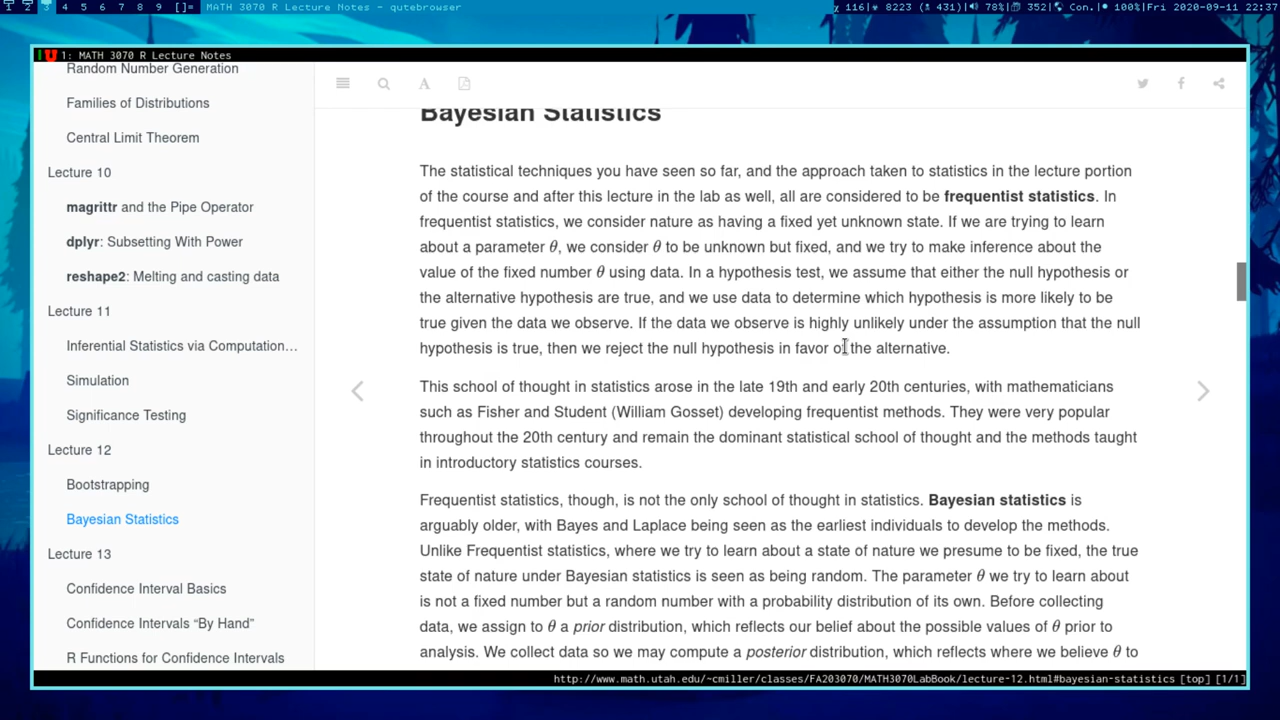 1 2 3 4 5 6 7 8 9 []= MATH 3070 R Lecture Notes - qutebrowser
116| 8223 ( 431)| 78%| 352| Con.| 100%|Fri 2020-09-11 22:37
1: MATH 3070 R Lecture Notes
Random Number Generation
Families of Distributions
Central Limit Theorem
Lecture 10
magrittr and the Pipe Operator
dplyr: Subsetting With Power
reshape2: Melting and casting data
Lecture 11
Inferential Statistics via Computation…
Simulation
Significance Testing
Lecture 12
Bootstrapping
Bayesian Statistics
Lecture 13
Confidence Interval Basics
Confidence Intervals “By Hand”
R Functions for Confidence Intervals
A
Bayesian Statistics
The statistical techniques you have seen so far, and the approach taken to statistics in the lecture portion
of the course and after this lecture in the lab as well, all are considered to be frequentist statistics. In
frequentist statistics, we consider nature as having a fixed yet unknown state. If we are trying to learn
about a parameter θ, we consider θ to be unknown but fixed, and we try to make inference about the
value of the fixed number θ using data. In a hypothesis test, we assume that either the null hypothesis or
the alternative hypothesis are true, and we use data to determine which hypothesis is more likely to be
true given the data we observe. If the data we observe is highly unlikely under the assumption that the null
hypothesis is true, then we reject the null hypothesis in favor of the alternative.
This school of thought in statistics arose in the late 19th and early 20th centuries, with mathematicians
such as Fisher and Student (William Gosset) developing frequentist methods. They were very popular
throughout the 20th century and remain the dominant statistical school of thought and the methods taught
in introductory statistics courses.
Frequentist statistics, though, is not the only school of thought in statistics. Bayesian statistics is
arguably older, with Bayes and Laplace being seen as the earliest individuals to develop the methods.
Unlike Frequentist statistics, where we try to learn about a state of nature we presume to be fixed, the true
state of nature under Bayesian statistics is seen as being random. The parameter θ we try to learn about
is not a fixed number but a random number with a probability distribution of its own. Before collecting
data, we assign to θ a prior distribution, which reflects our belief about the possible values of θ prior to
analysis. We collect data so we may compute a posterior distribution, which reflects where we believe θ to
http://www.math.utah.edu/~cmiller/classes/FA203070/MATH3070LabBook/lecture-12.html#bayesian-statistics [top] [1/1]